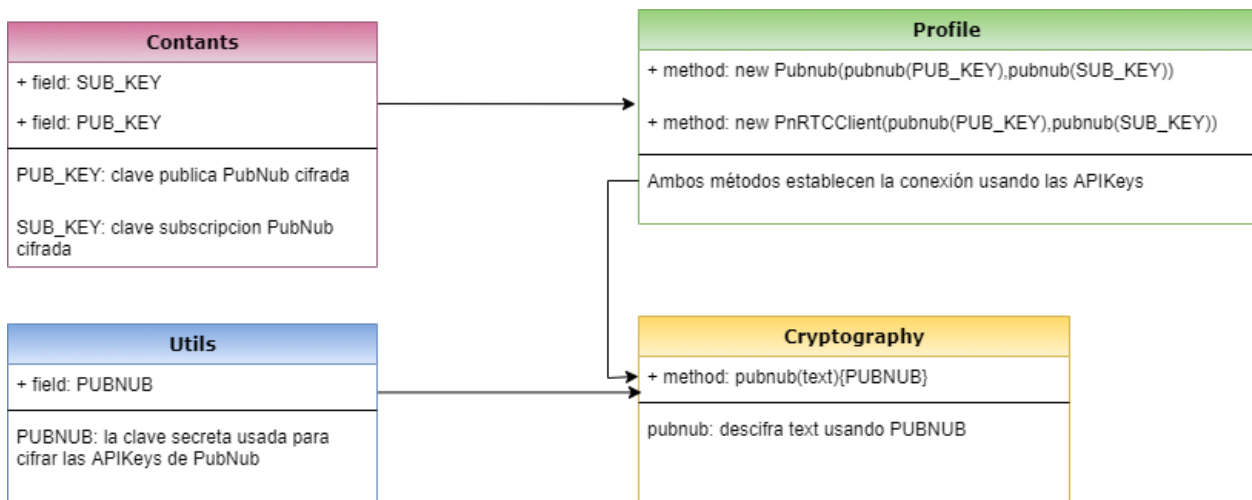 Contants
+ field: SUB_KEY
+ field: PUB_KEY
PUB_KEY: clave publica PubNub cifrada
SUB_KEY: clave subscripcion PubNub
cifrada
Profile
+ method: new Pubnub(pubnub(PUB_KEY),pubnub(SUB_KEY))
+ method: new PnRTCClient(pubnub(PUB_KEY),pubnub(SUB_KEY))
Ambos métodos establecen la conexión usando las APIKeys
Utils
+ field: PUBNUB
PUBNUB: la clave secreta usada para
cifrar las APIKeys de PubNub
Cryptography
+ method: pubnub(text){PUBNUB}
pubnub: descifra text usando PUBNUB